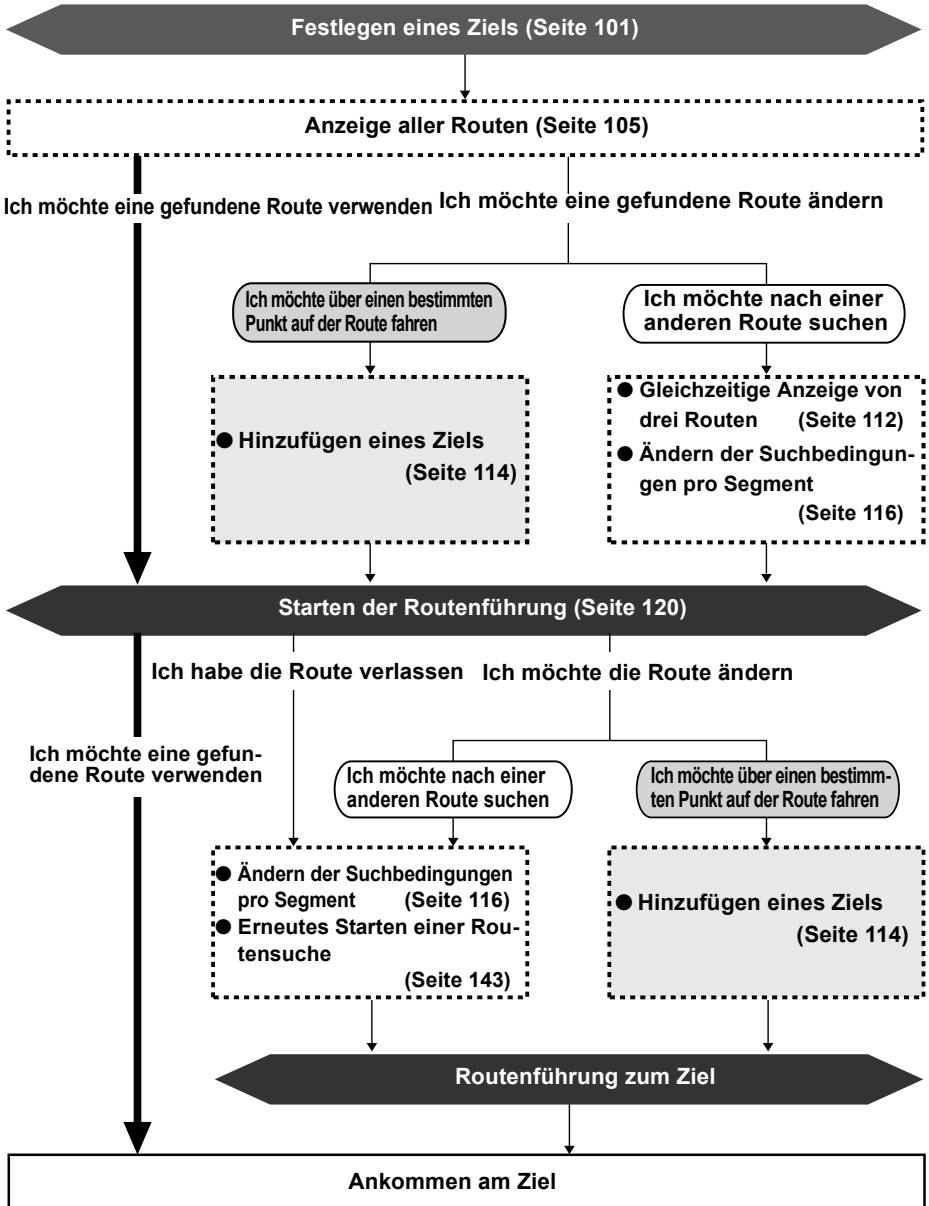 Festlegen eines Ziels (Seite 101)
Anzeige aller Routen (Seite 105)
Ich möchte eine gefundene Route verwenden
Ich möchte eine gefundene Route ändern
Ich möchte über einen bestimmten
Punkt auf der Route fahren
Ich möchte nach einer
anderen Route suchen
● Hinzufügen eines Ziels
(Seite 114)
● Gleichzeitige Anzeige von
drei Routen (Seite 112)
● Ändern der Suchbedingun-
gen pro Segment
(Seite 116)
Starten der Routenführung (Seite 120)
Ich habe die Route verlassen
Ich möchte die Route ändern
Ich möchte eine gefun-
dene Route verwenden
Ich möchte nach einer
anderen Route suchen
Ich möchte über einen bestimm-
ten Punkt auf der Route fahren
● Ändern der Suchbedingungen
pro Segment (Seite 116)
● Erneutes Starten einer Rou-
tensuche
(Seite 143)
● Hinzufügen eines Ziels
(Seite 114)
Routenführung zum Ziel
Ankommen am Ziel